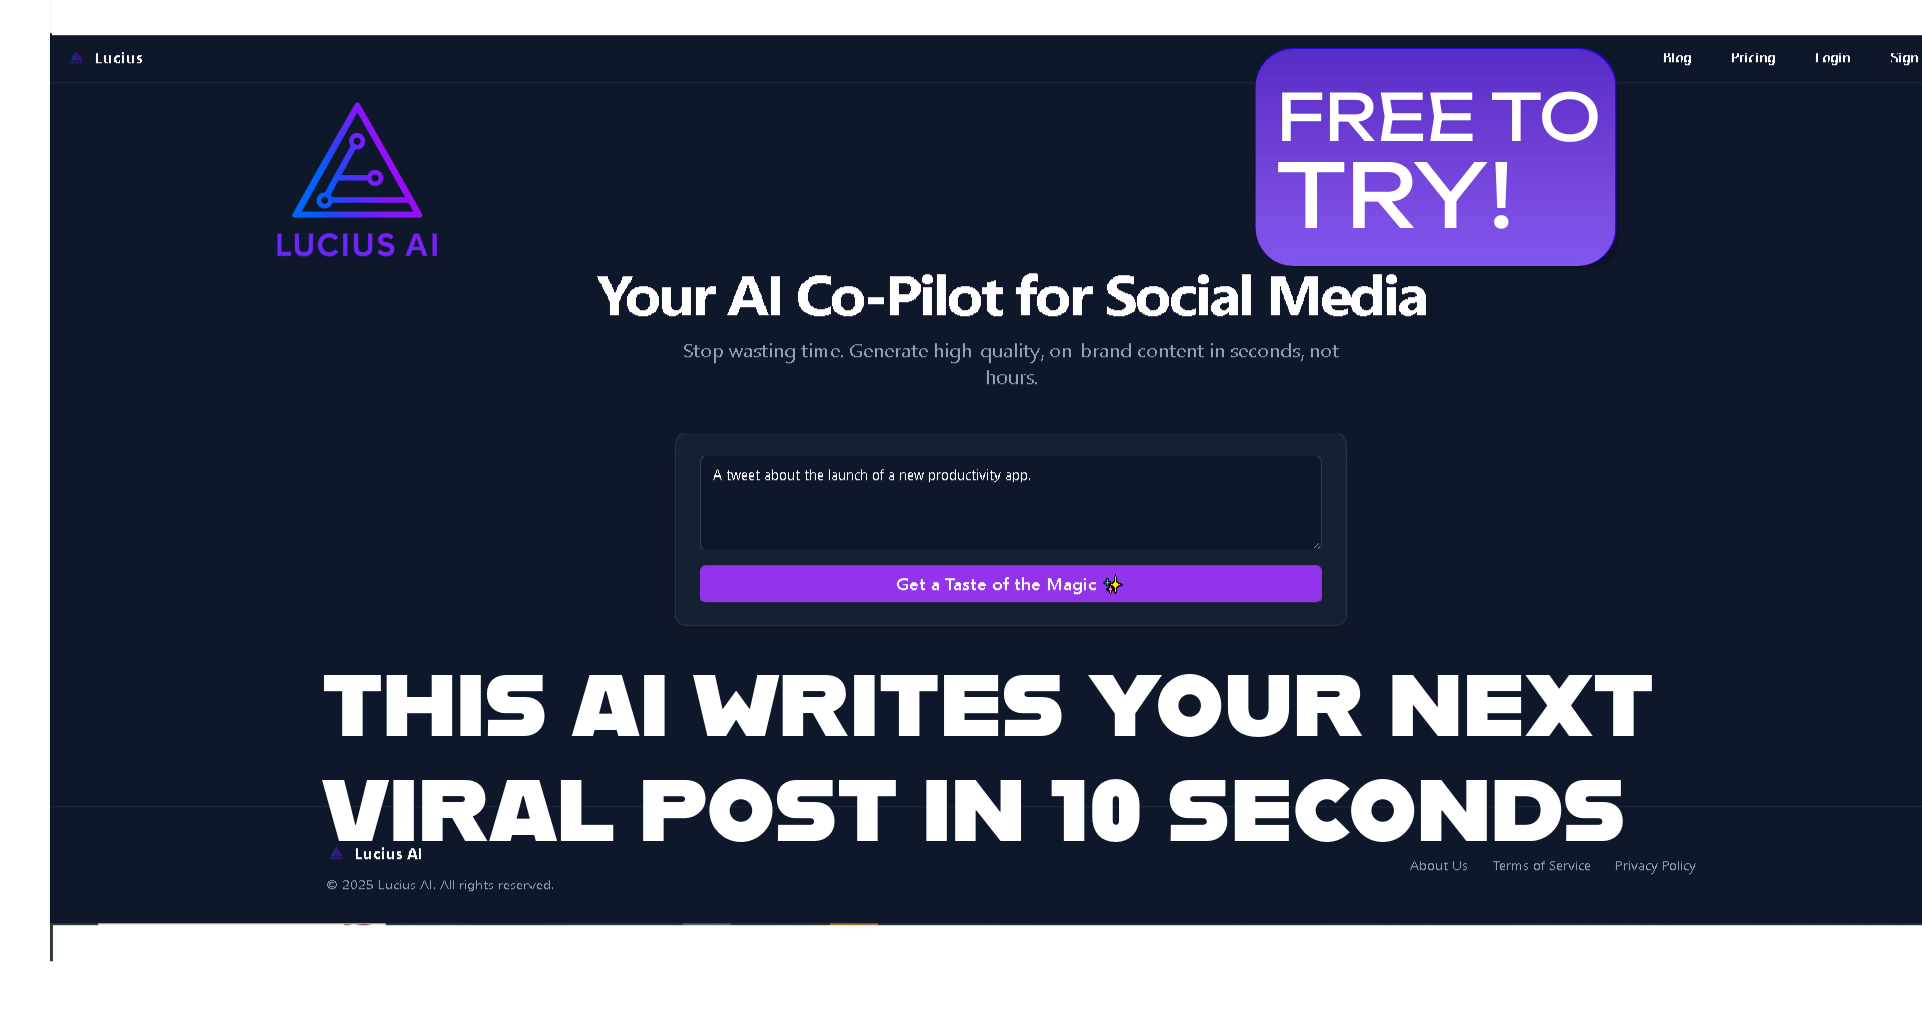 Lucius
Blog Pricing Login Sign
FREE TO
TRY!
LUCIUS AI
Your AI Co-Pilot for Social Media
Stop wasting time. Generate high quality, on brand content in seconds, not
hours.
A tweet about the launch of a new productivity app.
Get a Taste of the Magic ✨
THIS AI WRITES YOUR NEXT
VIRAL POST IN 10 SECONDS
Lucius AI
About Us Terms of Service Privacy Policy
© 2025 Lucius AI. All rights reserved.